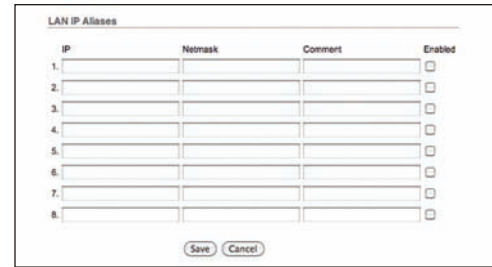 LAN IP Aliases
IP Netmask Comment Enabled
1.
2.
3.
4.
5.
6.
7.
8.
Save Cancel